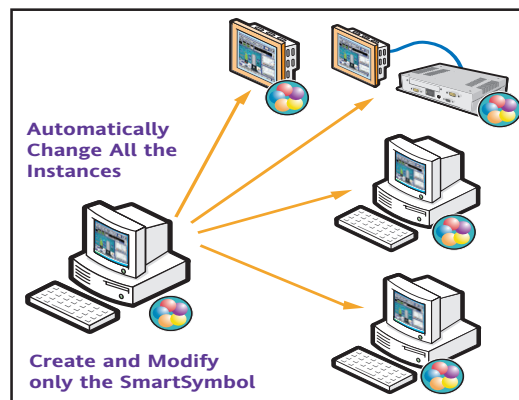 Automatically
Change All the
Instances
Create and Modify
only the SmartSymbol